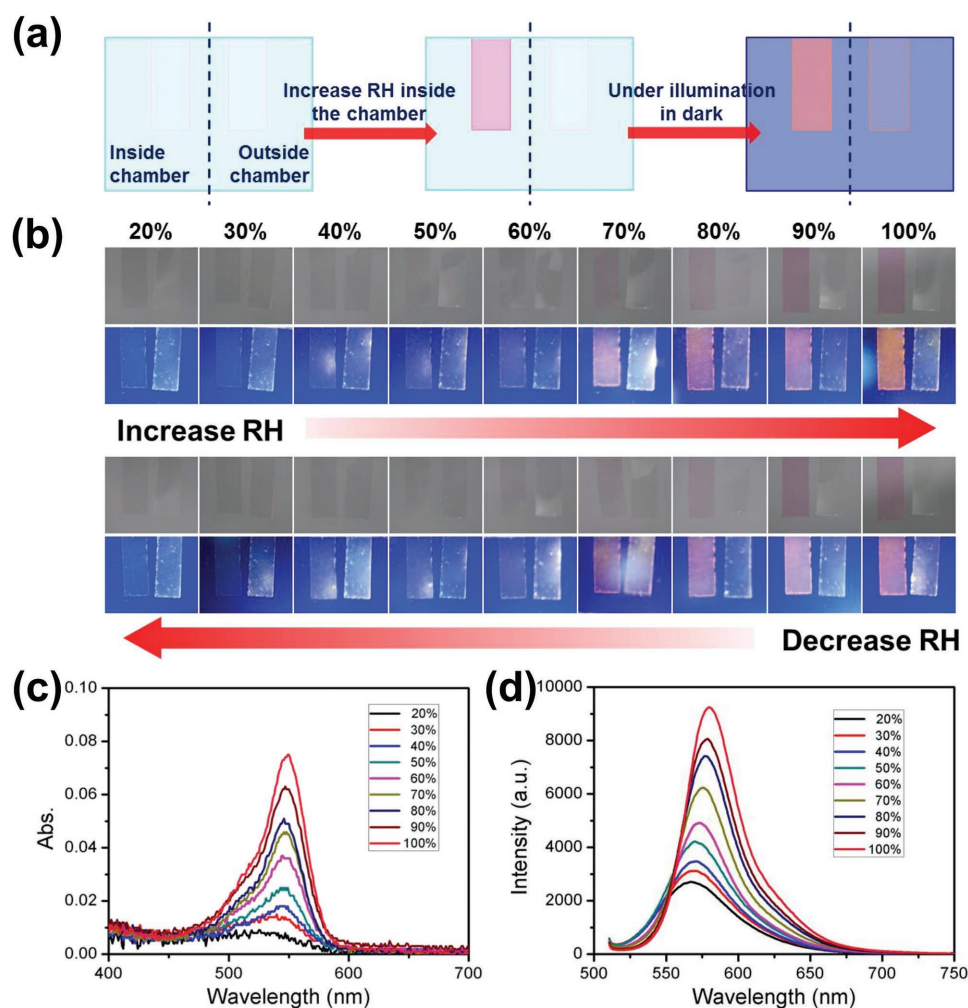 (a)
Increase RH inside
the chamber
Under illumination
in dark
Inside
chamber
Outside
chamber
(b)
20% 30% 40% 50% 60% 70% 80% 90% 100%
Increase RH
Decrease RH
(c)
0.10
0.08
0.06
0.04
0.02
0.00
Abs.
400 500 600 700
Wavelength (nm)
20%
30%
40%
50%
60%
70%
80%
90%
100%
(d)
10000
8000
6000
4000
2000
0
Intensity (a.u.)
500 550 600 650 700 750
Wavelength (nm)
20%
30%
40%
50%
60%
70%
80%
90%
100%